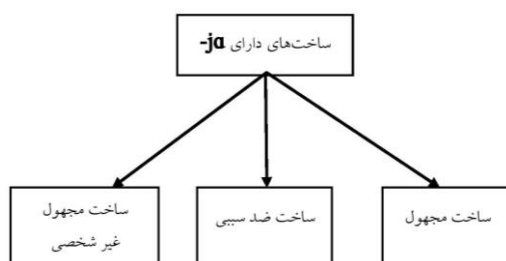 ساخت‌های دارای -ja
ساخت مجهول
ساخت ضد سببی
ساخت مجهول
غیر شخصی